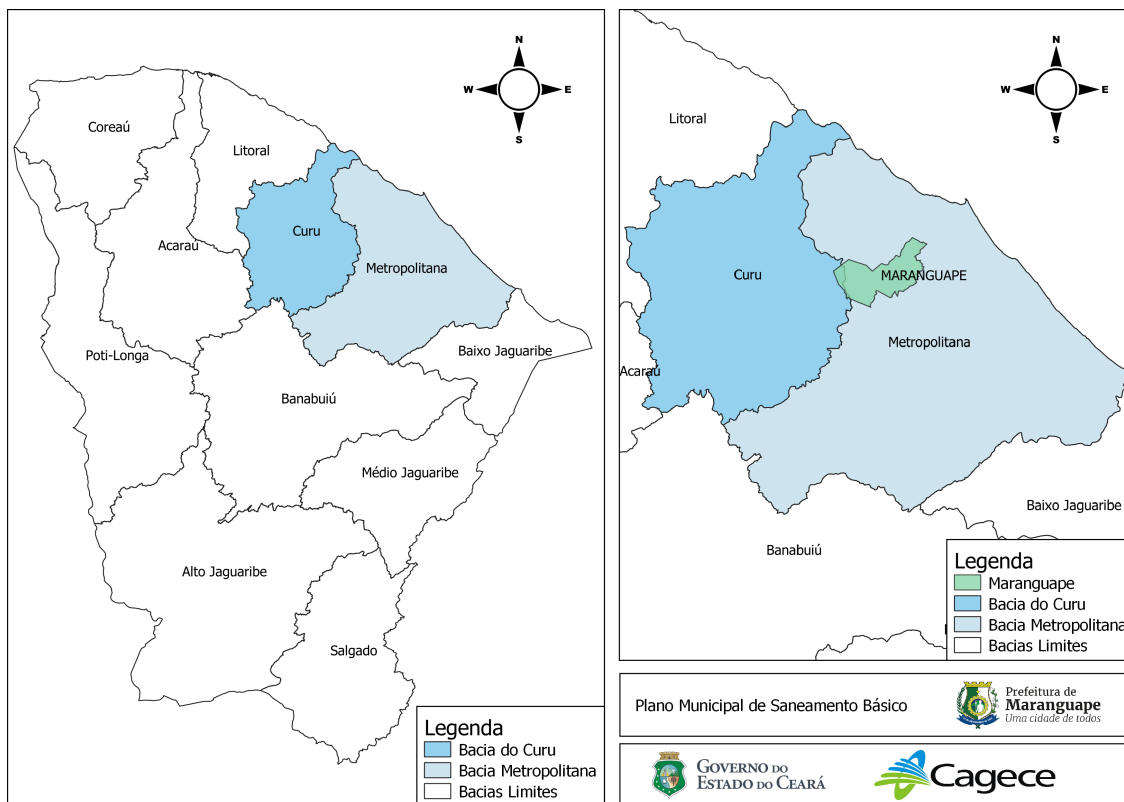 N
W
E
S
Coreaú
Litoral
Acaraú
Curu
Metropolitana
Poti-Longa
Baixo Jaguaribe
Banabuiú
Médio Jaguaribe
Alto Jaguaribe
Salgado
Legenda
Bacia do Curu
Bacia Metropolitana
Bacias Limites
N
W
E
S
Litoral
Curu
MARANGUAPE
Metropolitana
Acaraú
Baixo Jaguaribe
Banabuiú
Legenda
Maranguape
Bacia do Curu
Bacia Metropolitana
Bacias Limites
Plano Municipal de Saneamento Básico
Prefeitura de
Maranguape
Uma cidade de todos
GOVERNO DO
ESTADO DO CEARÁ
Cagece